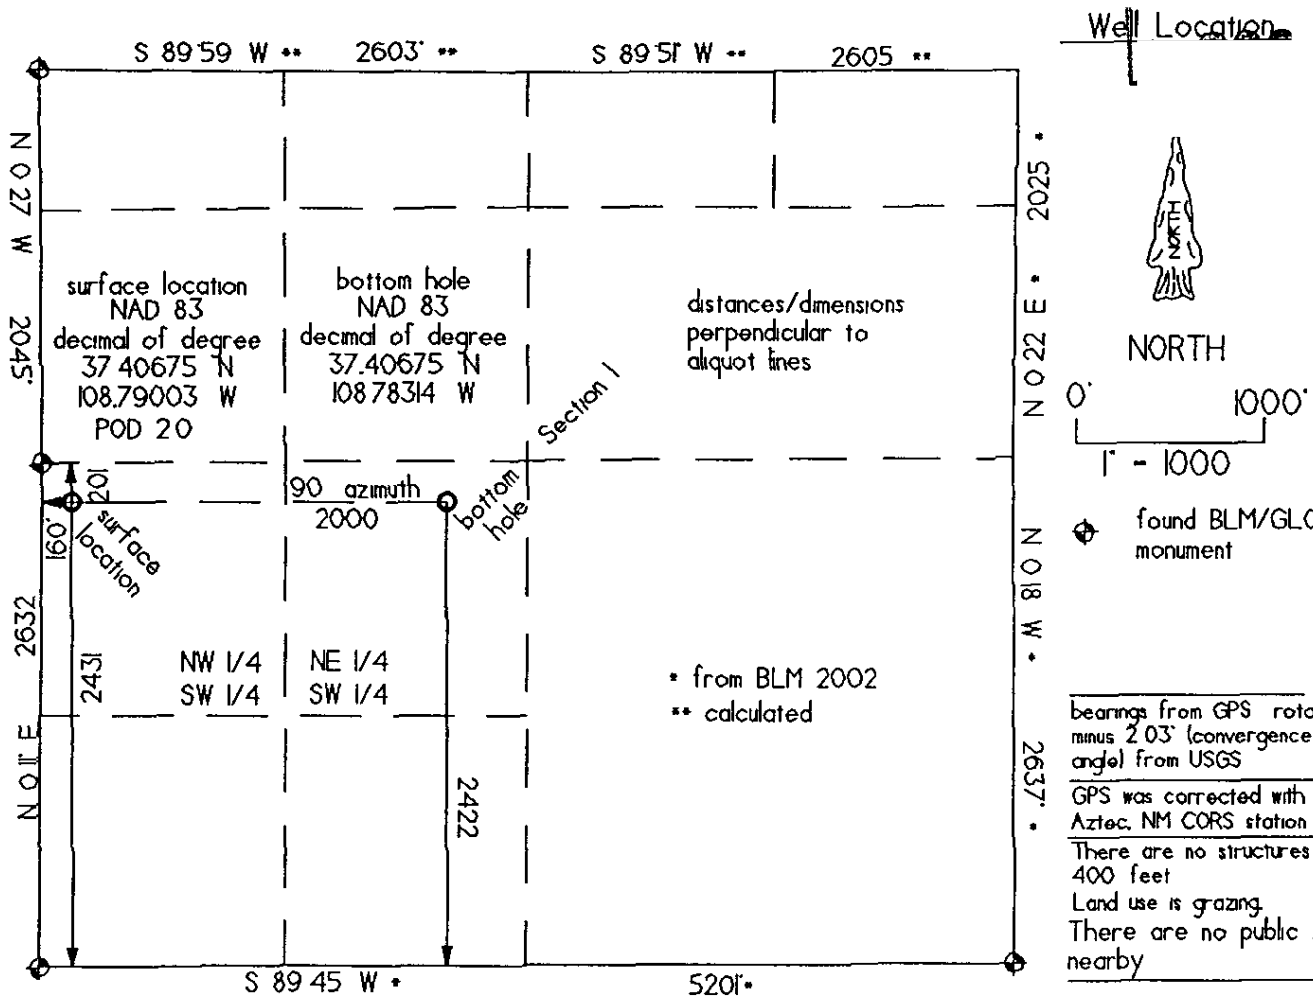 Well Location
S 89 59 W ** 2603' ** S 89 51' W ** 2605 **
N 0 27 W 2045'
2025 *
N 0 22 E *
surface location
NAD 83
decimal of degree
37 40675 N
108.79003 W
POD 20
bottom hole
NAD 83
decimal of degree
37.40675 N
108 78314 W
distances/dimensions
perpendicular to
aliquot lines
Section 1
NORTH
NORTH
0' 1000'
1" - 1000
found BLM/GLO
monument
201
90 azimuth
2000
bottom
hole
160'
surface
location
2632
N 0 11' E
2431
NW 1/4 NE 1/4
SW 1/4 SW 1/4
2422
* from BLM 2002
** calculated
N 0 18 W *
2637' *
bearings from GPS
minus 2 03' (convergence
angle) from USGS
GPS was corrected with
Aztec, NM CORS station
There are no structures
400 feet
Land use is grazing.
There are no public
nearby
S 89 45 W * 5201' *